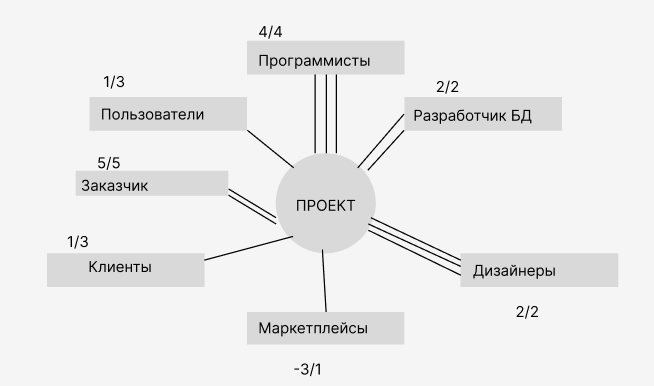 4/4
Программисты
1/3
Пользователи
2/2
Разработчик БД
5/5
Заказчик
ПРОЕКТ
1/3
Клиенты
Дизайнеры
2/2
Маркетплейсы
-3/1